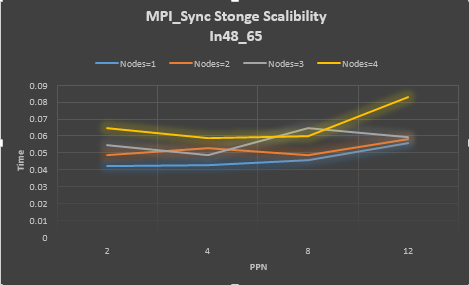 MPI_Sync Stonge Scalibility
In48_65
Nodes=1 Nodes=2 Nodes=3 Nodes=4
0.09
0.08
0.07
0.06
0.05
0.04
0.03
0.02
0.01
0
Time
2 4 8 12
PPN